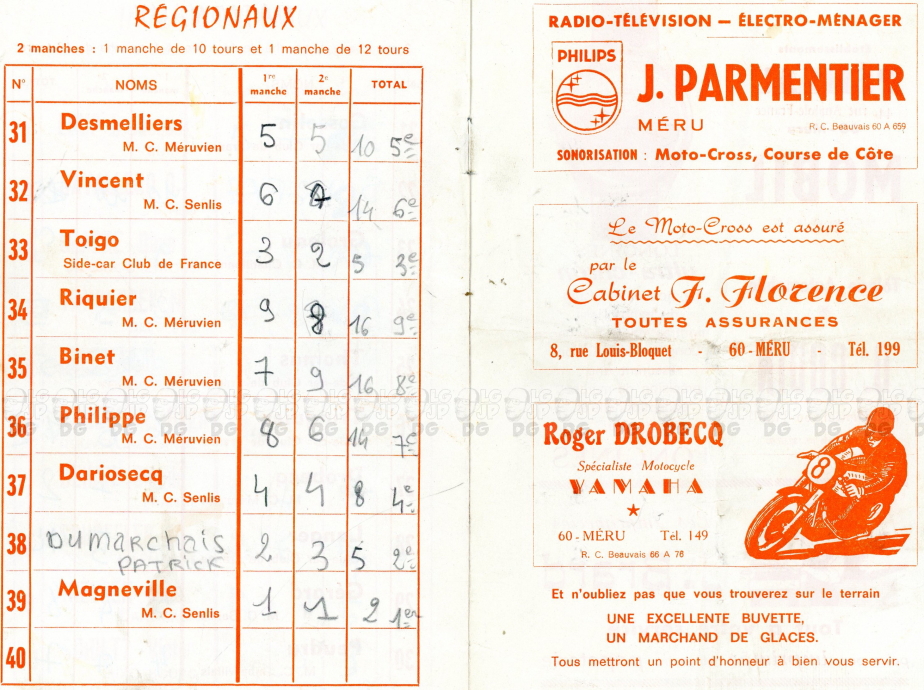 RÉGIONAUX
2 manches : 1 manche de 10 tours et 1 manche de 12 tours
N° NOMS 1re manche 2e manche TOTAL
31 Desmelliers 5 5 10 5e
M. C. Méruvien
32 Vincent 6 14 6e
M. C. Senlis
33 Toigo 3 2 5 3e
Side-car Club de France
34 Riquier 9 8 16 9e
M. C. Méruvien
35 Binet 7 9 16 8e
M. C. Méruvien
36 Philippe 8 6 14 7e
M. C. Méruvien
37 Dariosecq 4 4 8 4e
M. C. Senlis
38 DUMARCHAIS 2 3 5 2e
PATRICK
39 Magneville 1 1 2 1er
M. C. Senlis
40
RADIO-TÉLÉVISION — ÉLECTRO-MÉNAGER
PHILIPS
J. PARMENTIER
MÉRU
R. C. Beauvais 60 A 659
SONORISATION : Moto-Cross, Course de Côte
Le Moto-Cross est assuré
par le
Cabinet F. Florence
TOUTES ASSURANCES
8, rue Louis-Bloquet - 60 - MÉRU - Tél. 199
Roger DROBECQ
Spécialiste Motocycle
YAMAHA
60 - MÉRU Tél. 149
R. C. Beauvais 66 A 76
8
Et n'oubliez pas que vous trouverez sur le terrain
UNE EXCELLENTE BUVETTE,
UN MARCHAND DE GLACES.
Tous mettront un point d'honneur à bien vous servir.